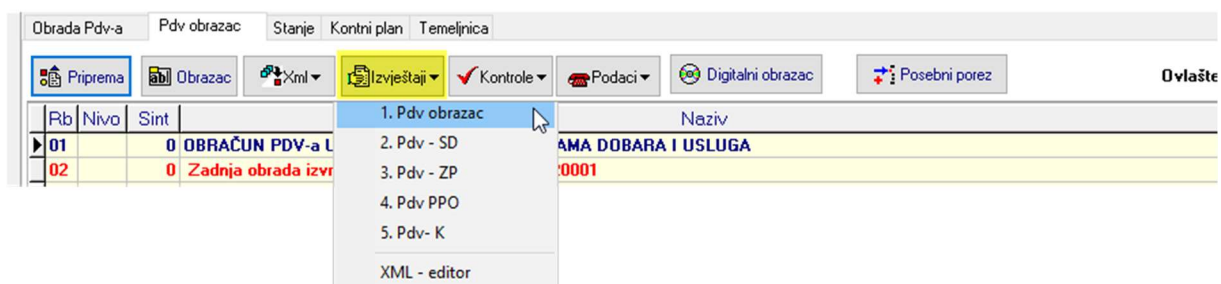 Obrada Pdv-a Pdv obrazac Stanje Kontni plan Temeljnica
Priprema abl Obrazac Xml Izvještaji Kontrole Podaci Digitalni obrazac Posebni porez Ovlašte
Rb Nivo Sint Naziv
01 0 OBRAČUN PDV-a U AMA DOBARA I USLUGA
02 0 Zadnja obrada izvr 20001
1. Pdv obrazac
2. Pdv - SD
3. Pdv - ZP
4. Pdv PPO
5. Pdv- K
XML - editor